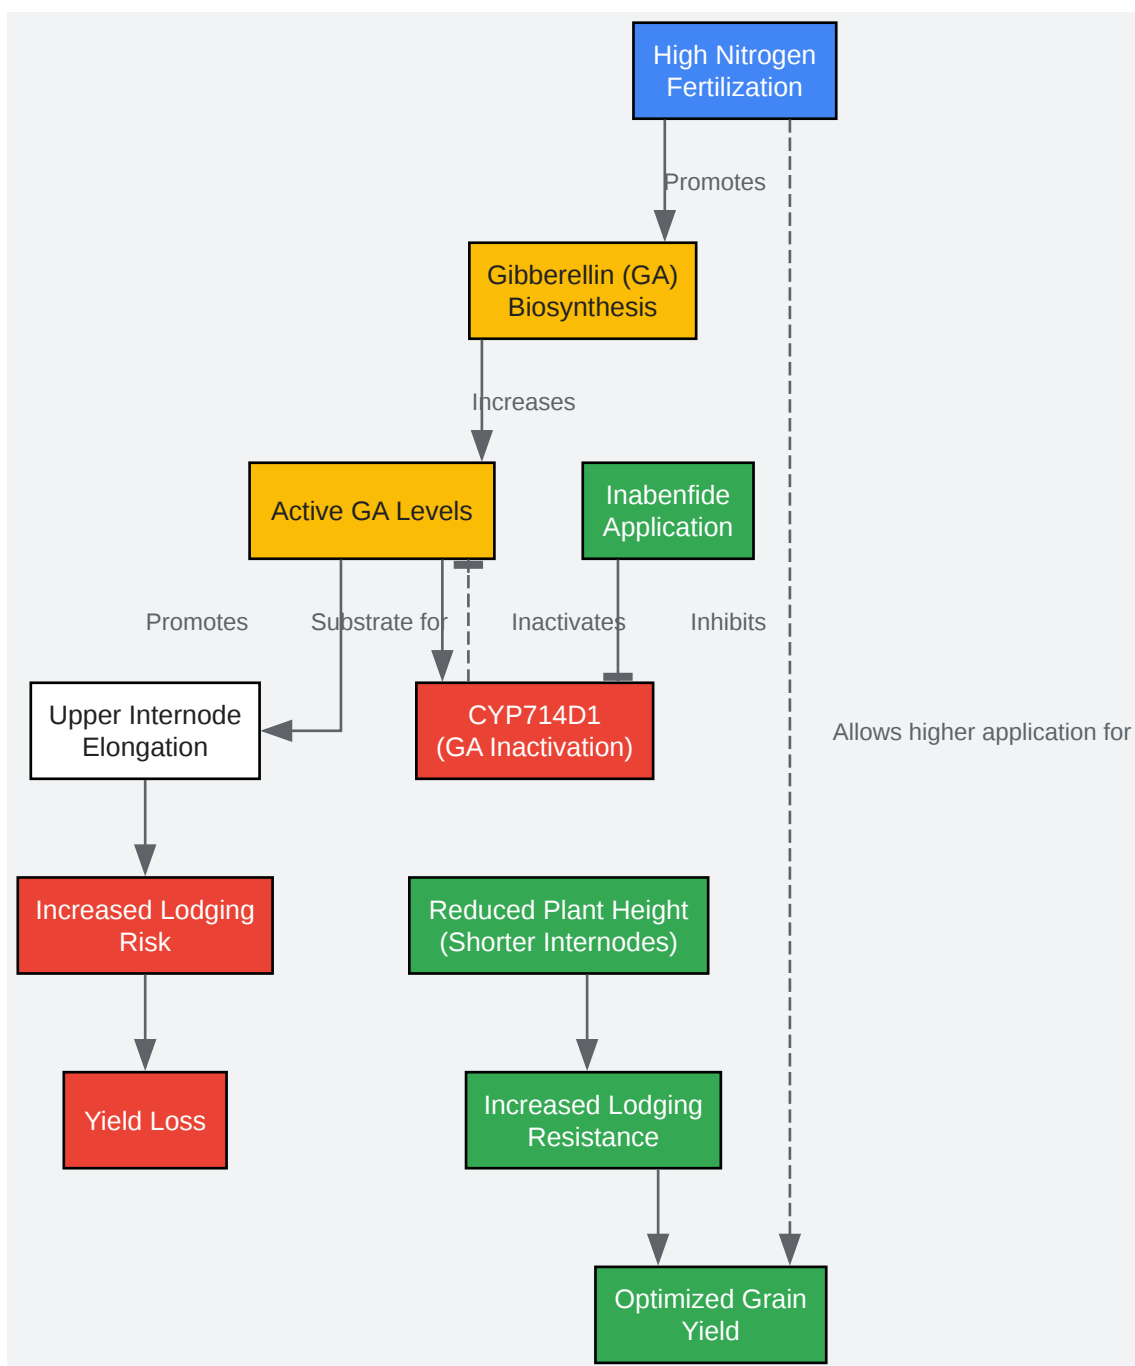 High Nitrogen
Fertilization
Promotes
Gibberellin (GA)
Biosynthesis
Increases
Active GA Levels
Inabenfide
Application
Promotes
Substrate for
Inactivates
Inhibits
Upper Internode
Elongation
CYP714D1
(GA Inactivation)
Allows higher application for
Increased Lodging
Risk
Reduced Plant Height
(Shorter Internodes)
Yield Loss
Increased Lodging
Resistance
Optimized Grain
Yield